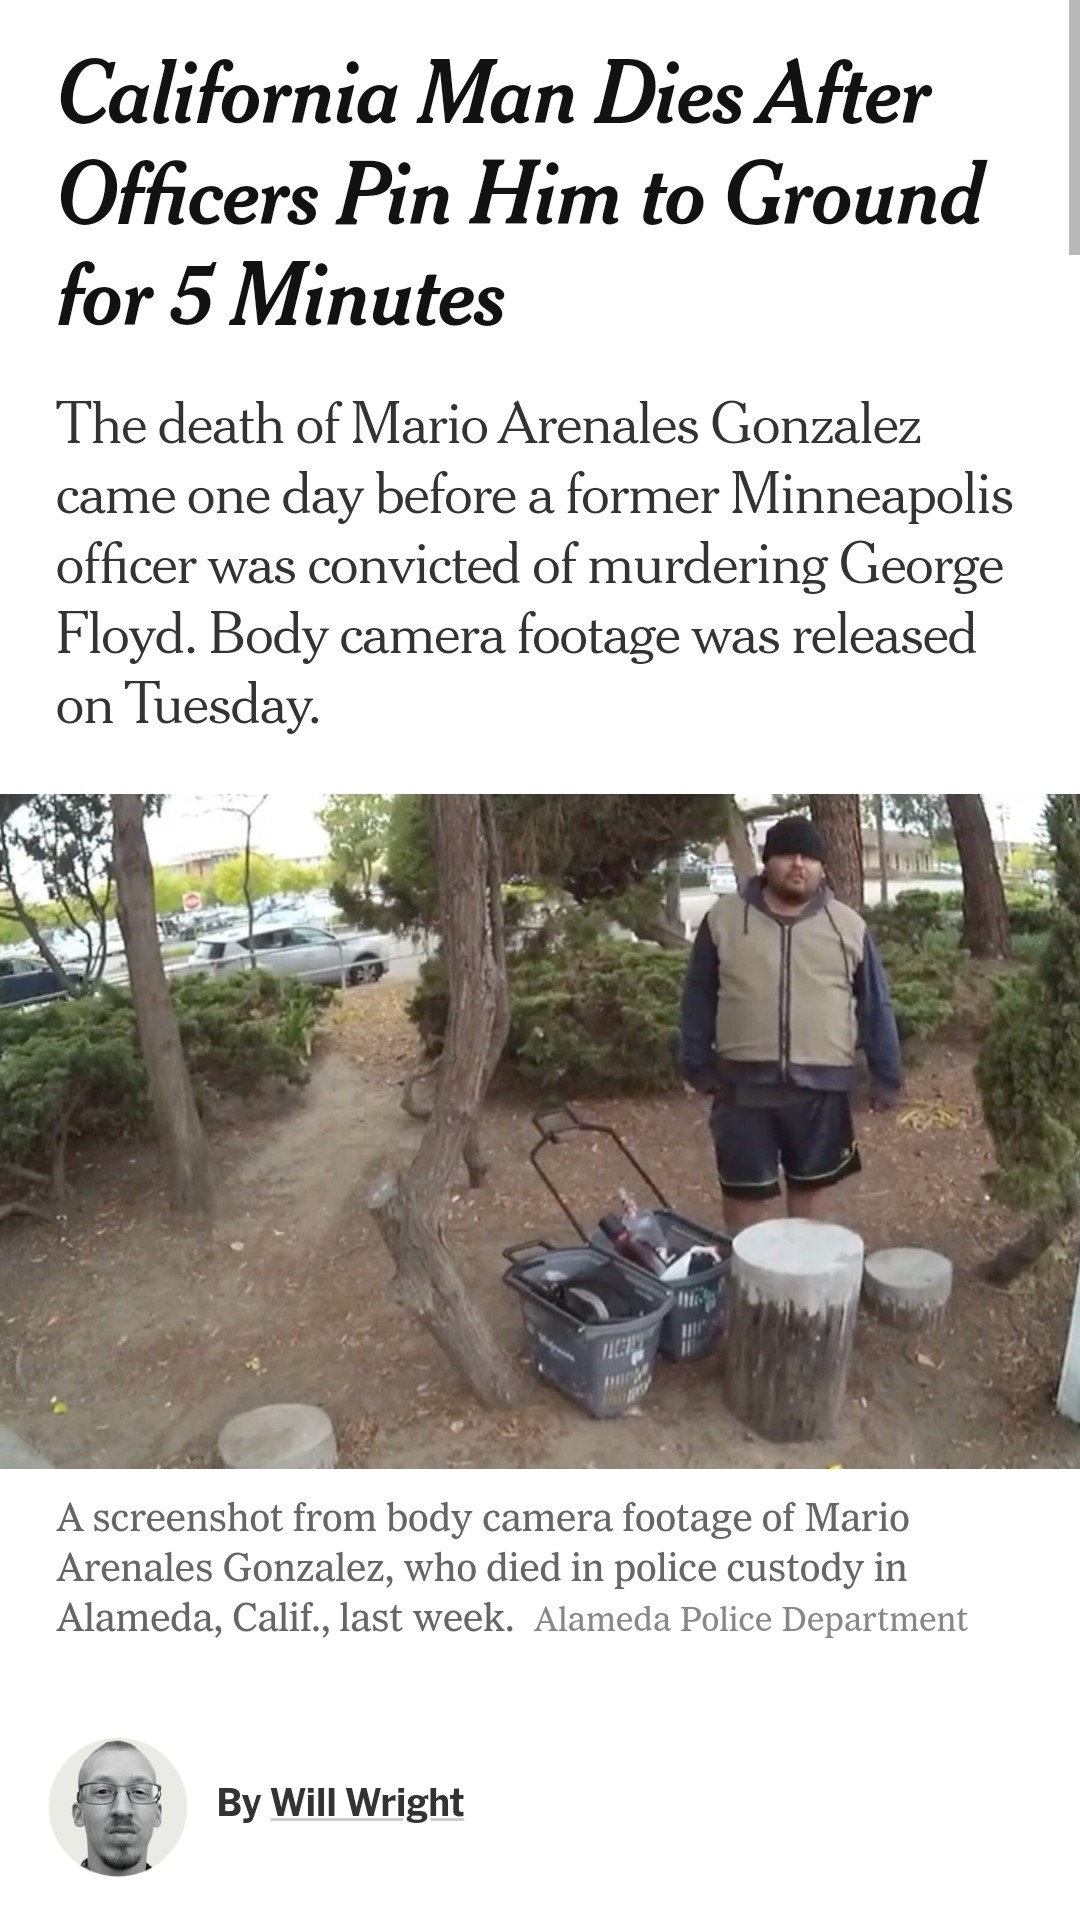 California Man Dies After
Officers Pin Him to Ground
for 5 Minutes
The death of Mario Arenales Gonzalez
came one day before a former Minneapolis
officer was convicted of murdering George
Floyd. Body camera footage was released
on Tuesday.
A screenshot from body camera footage of Mario
Arenales Gonzalez, who died in police custody in
Alameda, Calif., last week. Alameda Police Department
By Will Wright